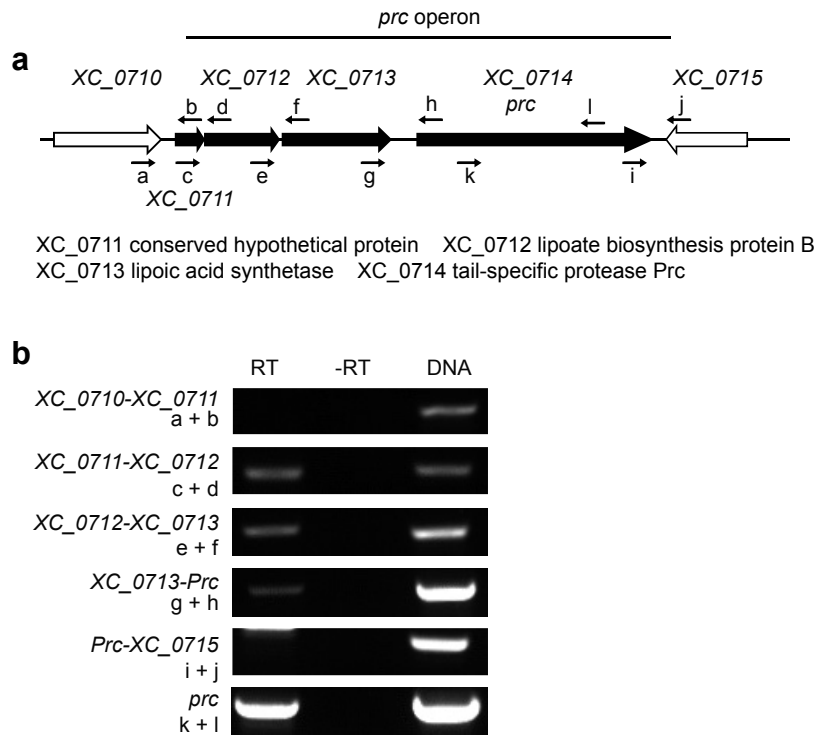 prc operon
a
XC_0710 XC_0712 XC_0713 XC_0714 XC_0715
prc
b d f h l j
a c e g k i
XC_0711
XC_0711 conserved hypothetical protein XC_0712 lipoate biosynthesis protein B
XC_0713 lipoic acid synthetase XC_0714 tail-specific protease Prc
b
RT -RT DNA
XC_0710-XC_0711
a + b
XC_0711-XC_0712
c + d
XC_0712-XC_0713
e + f
XC_0713-Prc
g + h
Prc-XC_0715
i + j
prc
k + l